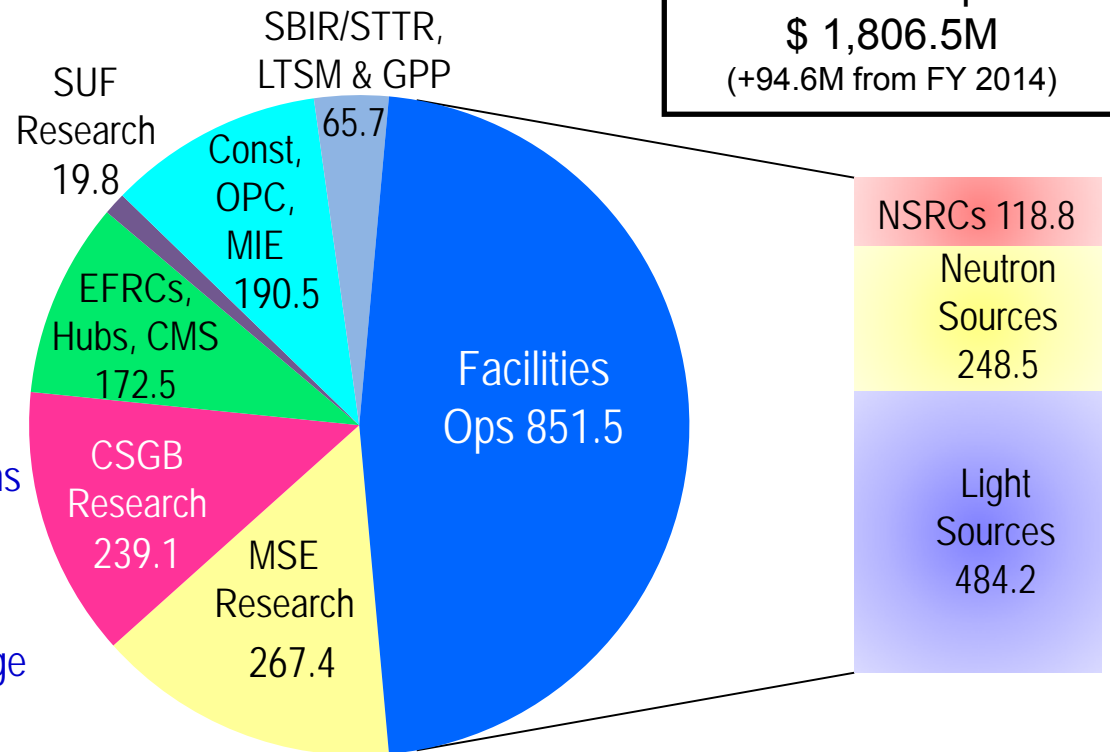 $ 1,806.5M
(+94.6M from FY 2014)
SBIR/STTR,
LTSM & GPP
65.7
SUF
Research
19.8
Const,
OPC,
MIE
190.5
EFRCs,
Hubs, CMS
172.5
CSGB
Research
239.1
MSE
Research
267.4
Facilities
Ops 851.5
NSRCs 118.8
Neutron
Sources
248.5
Light
Sources
484.2